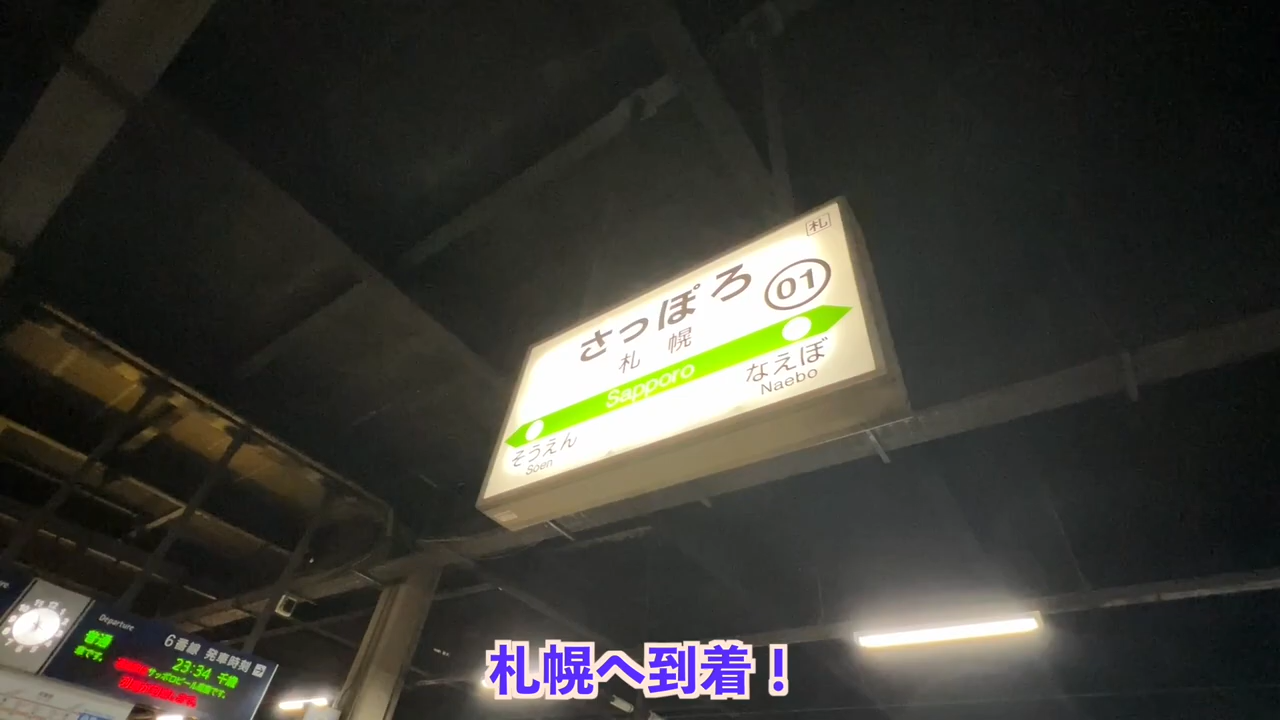 札
さっぽろ 01
札幌
Sapporo
なえぼ
Naebo
そうえん
Soen
Departure
6番線 発車時刻
普通 23:34 千歳
札幌へ到着！